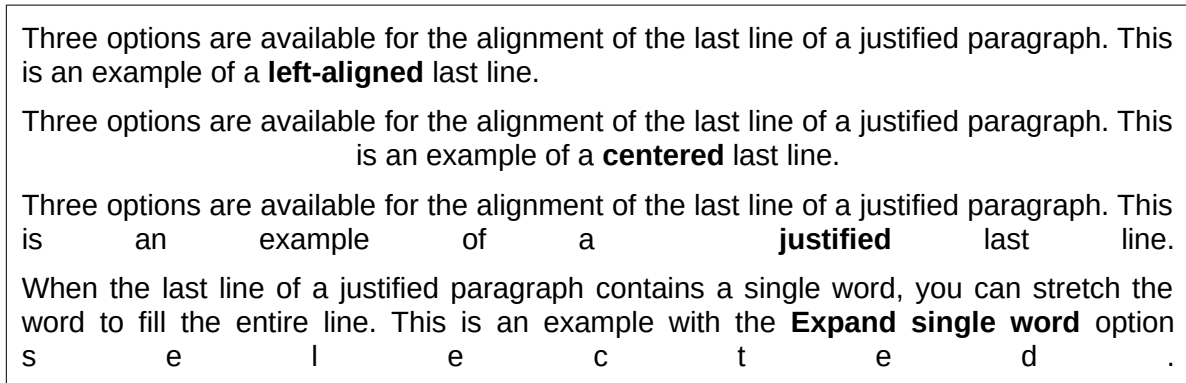 Three options are available for the alignment of the last line of a justified paragraph. This
is an example of a left-aligned last line.
Three options are available for the alignment of the last line of a justified paragraph. This
is an example of a centered last line.
Three options are available for the alignment of the last line of a justified paragraph. This
is an example of a justified last line.
When the last line of a justified paragraph contains a single word, you can stretch the
word to fill the entire line. This is an example with the Expand single word option
s e l e c t e d .